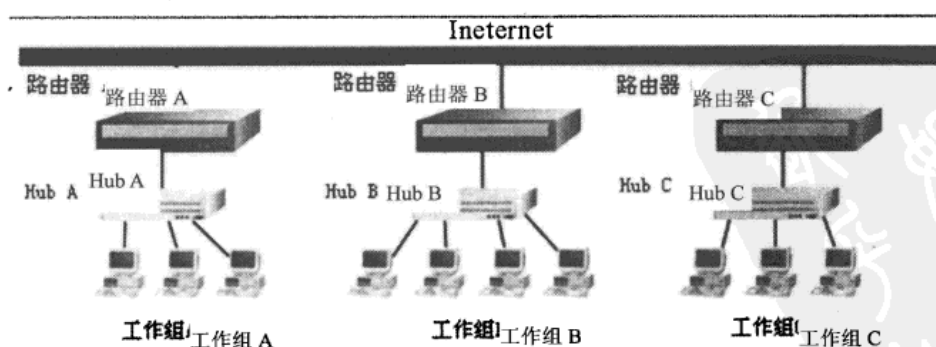 Ineternet
路由器 路由器 A 路由器 路由器 B 路由器 路由器 C
Hub A Hub A Hub B Hub B Hub C Hub C
工作组 工作组 A 工作组 工作组 B 工作组 工作组 C